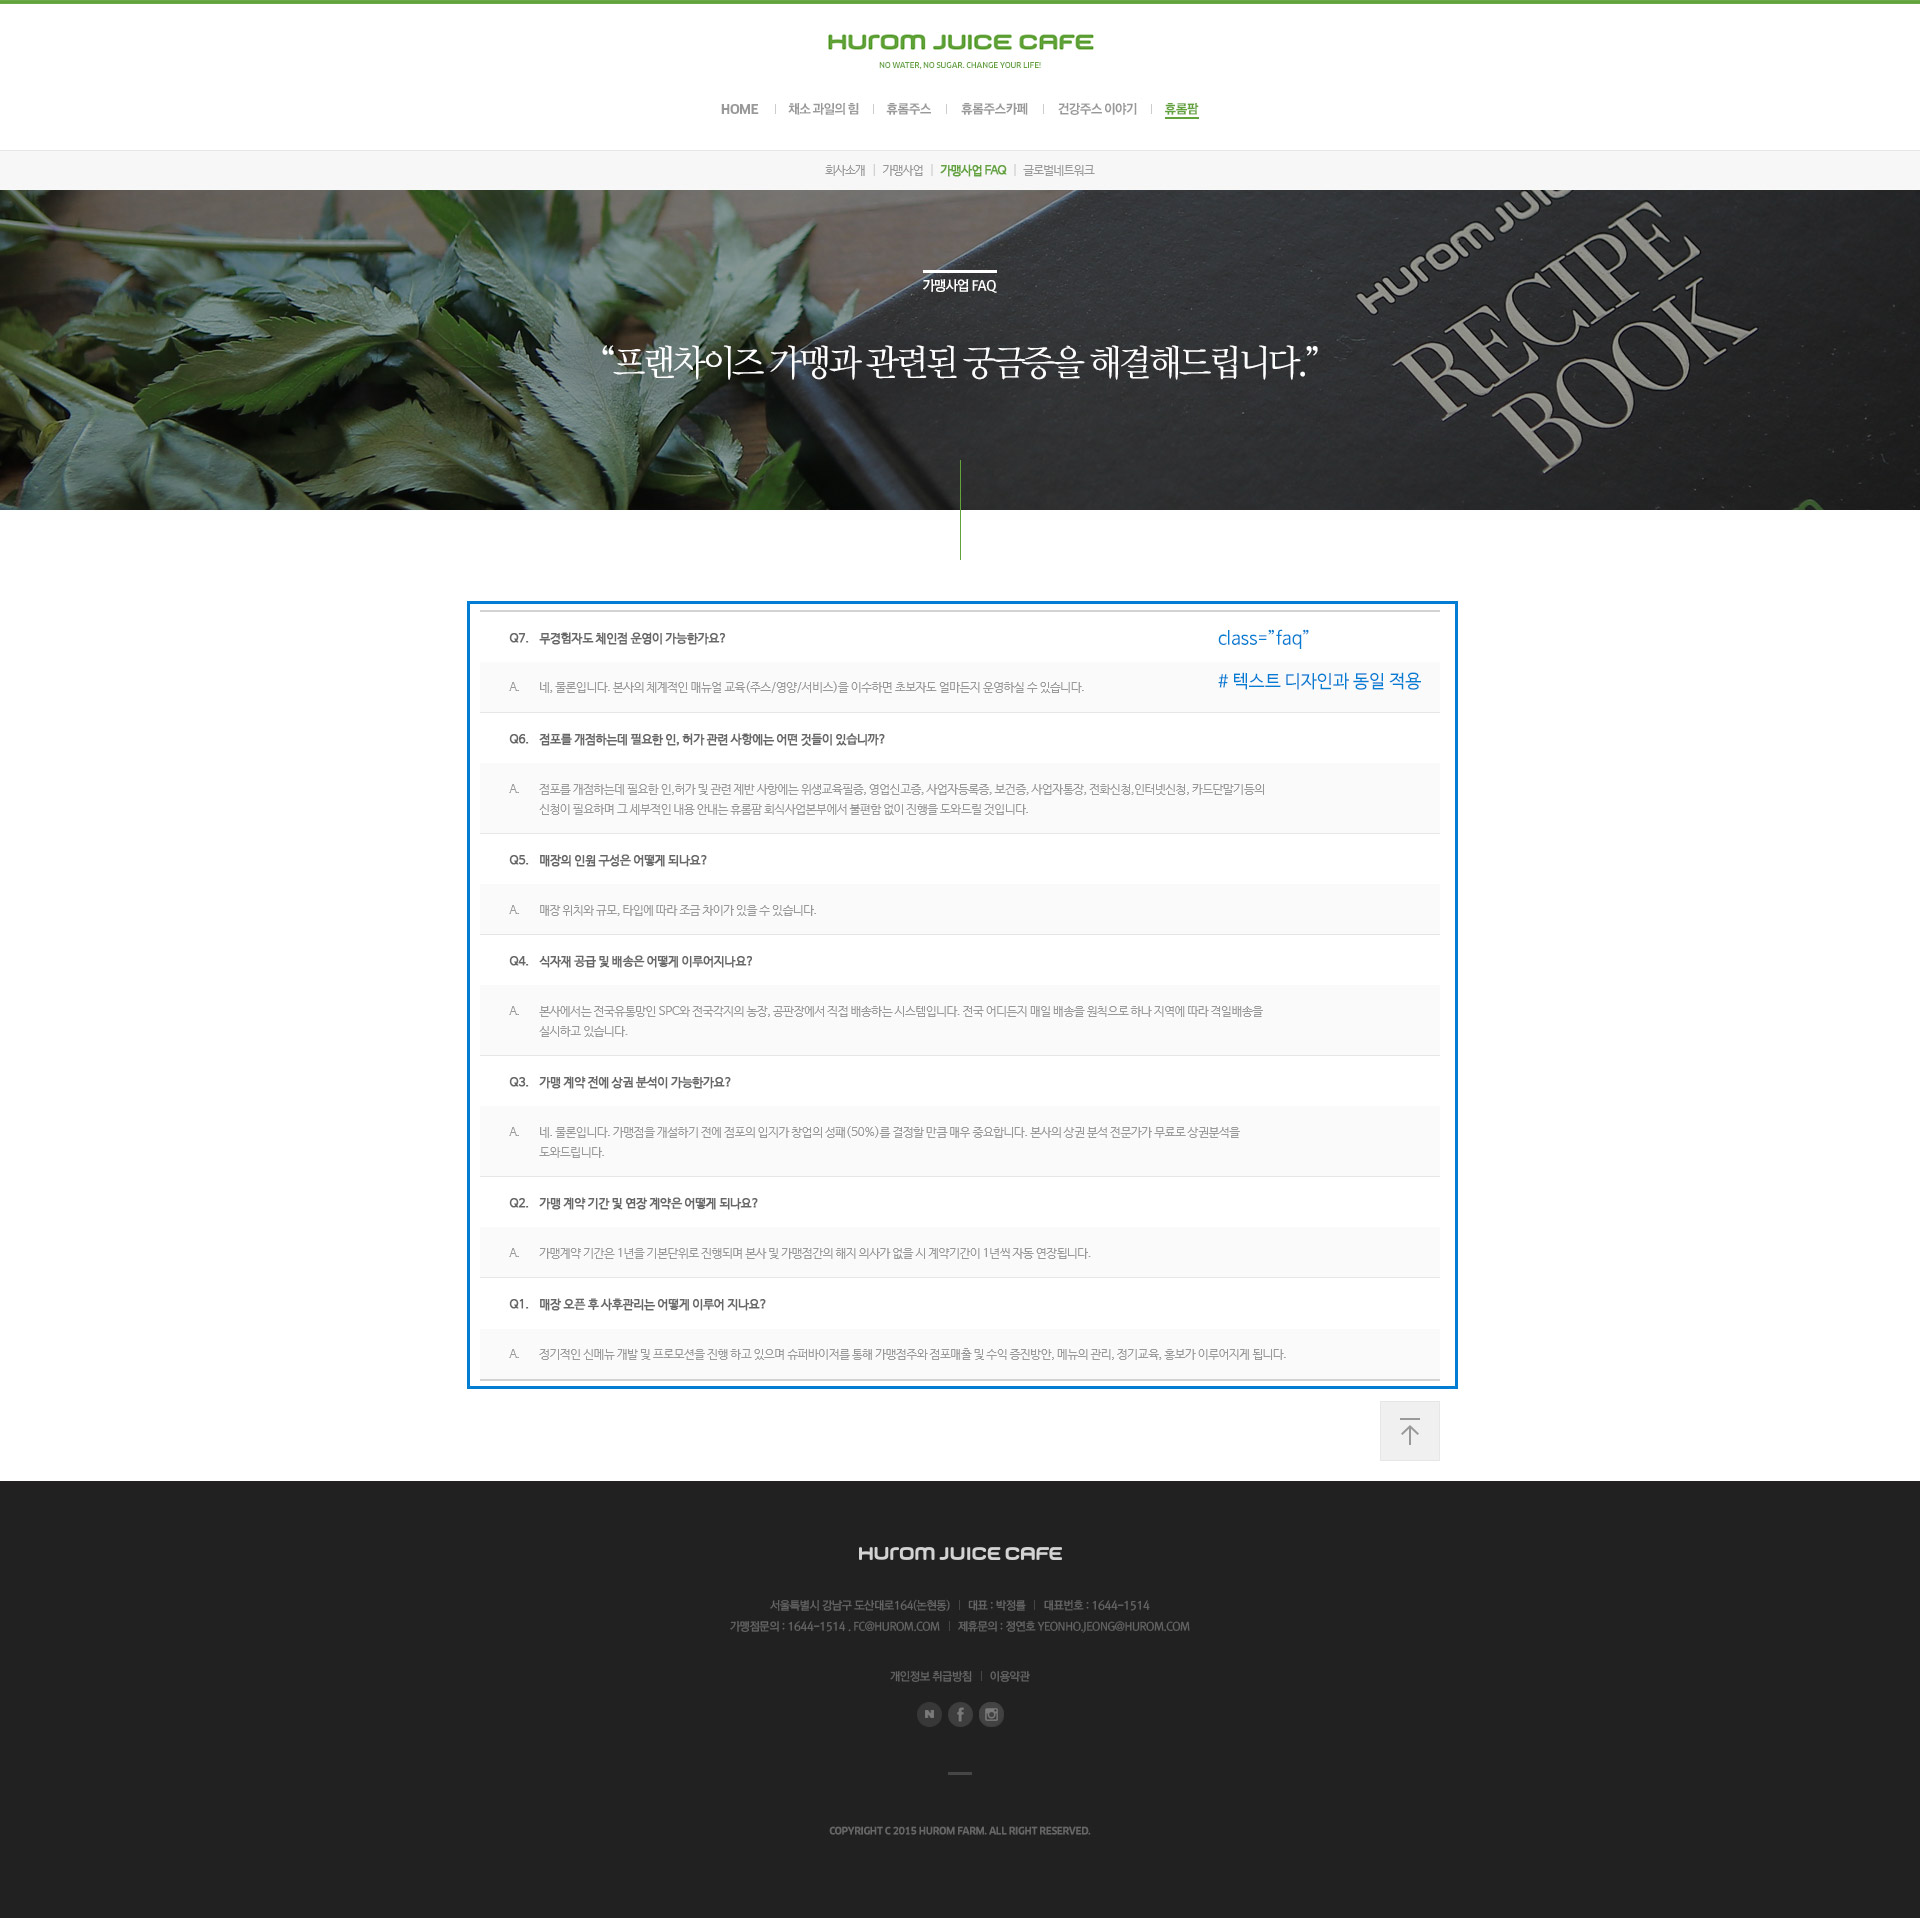 HUROM JUICE CAFE
NO WATER, NO SUGAR. CHANGE YOUR LIFE!
HOME 채소 과일의 힘 휴롬주스 휴롬주스카페 건강주스 이야기 휴롬팜
회사소개 가맹사업 가맹사업 FAQ 글로벌네트워크
HUROM JUIC
RECIPE
BOOK
가맹사업 FAQ
“프랜차이즈 가맹과 관련된 궁금증을 해결해드립니다.”
Q7. 무경험자도 체인점 운영이 가능한가요?
class=”faq”
A. 네, 물론입니다. 본사의 체계적인 매뉴얼 교육(주스/영양/서비스)을 이수하면 초보자도 얼마든지 운영하실 수 있습니다.
# 텍스트 디자인과 동일 적용
Q6. 점포를 개점하는데 필요한 인, 허가 관련 사항에는 어떤 것들이 있습니까?
A. 점포를 개점하는데 필요한 인,허가 및 관련 제반 사항에는 위생교육필증, 영업신고증, 사업자등록증, 보건증, 사업자통장, 전화신청,인터넷신청, 카드단말기등의
신청이 필요하며 그 세부적인 내용 안내는 휴롬팜 회식사업본부에서 불편함 없이 진행을 도와드릴 것입니다.
Q5. 매장의 인원 구성은 어떻게 되나요?
A. 매장 위치와 규모, 타입에 따라 조금 차이가 있을 수 있습니다.
Q4. 식자재 공급 및 배송은 어떻게 이루어지나요?
A. 본사에서는 전국유통망인 SPC와 전국각지의 농장, 공판장에서 직접 배송하는 시스템입니다. 전국 어디든지 매일 배송을 원칙으로 하나 지역에 따라 격일배송을
실시하고 있습니다.
Q3. 가맹 계약 전에 상권 분석이 가능한가요?
A. 네. 물론입니다. 가맹점을 개설하기 전에 점포의 입지가 창업의 성패(50%)를 결정할 만큼 매우 중요합니다. 본사의 상권 분석 전문가가 무료로 상권분석을
도와드립니다.
Q2. 가맹 계약 기간 및 연장 계약은 어떻게 되나요?
A. 가맹계약 기간은 1년을 기본단위로 진행되며 본사 및 가맹점간의 해지 의사가 없을 시 계약기간이 1년씩 자동 연장됩니다.
Q1. 매장 오픈 후 사후관리는 어떻게 이루어 지나요?
A. 정기적인 신메뉴 개발 및 프로모션을 진행 하고 있으며 슈퍼바이저를 통해 가맹점주와 점포매출 및 수익 증진방안, 메뉴의 관리, 정기교육, 홍보가 이루어지게 됩니다.
HUROM JUICE CAFE
서울특별시 강남구 도산대로164(논현동) 대표 : 박정률 대표번호 : 1644-1514
가맹점문의 : 1644-1514 . FC@HUROM.COM 제휴문의 : 정연호 YEONHO.JEONG@HUROM.COM
개인정보 취급방침 이용약관
N f
COPYRIGHT C 2015 HUROM FARM. ALL RIGHT RESERVED.